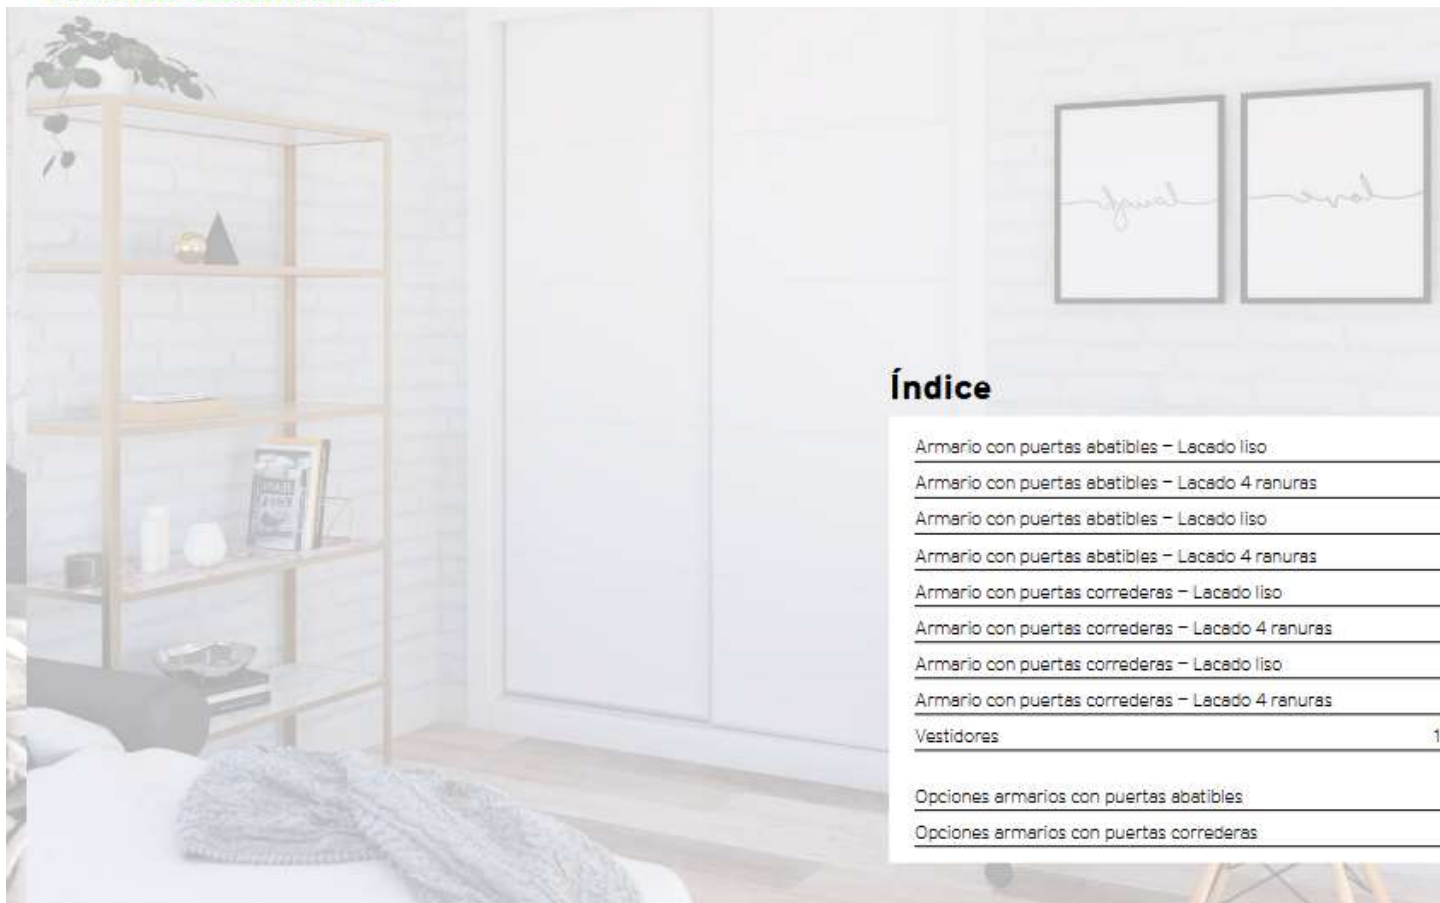 Índice
Armario con puertas abatibles – Lacado liso
Armario con puertas abatibles – Lacado 4 ranuras
Armario con puertas abatibles – Lacado liso
Armario con puertas abatibles – Lacado 4 ranuras
Armario con puertas correderas – Lacado liso
Armario con puertas correderas – Lacado 4 ranuras
Armario con puertas correderas – Lacado liso
Armario con puertas correderas – Lacado 4 ranuras
Vestidores 1
Opciones armarios con puertas abatibles
Opciones armarios con puertas correderas